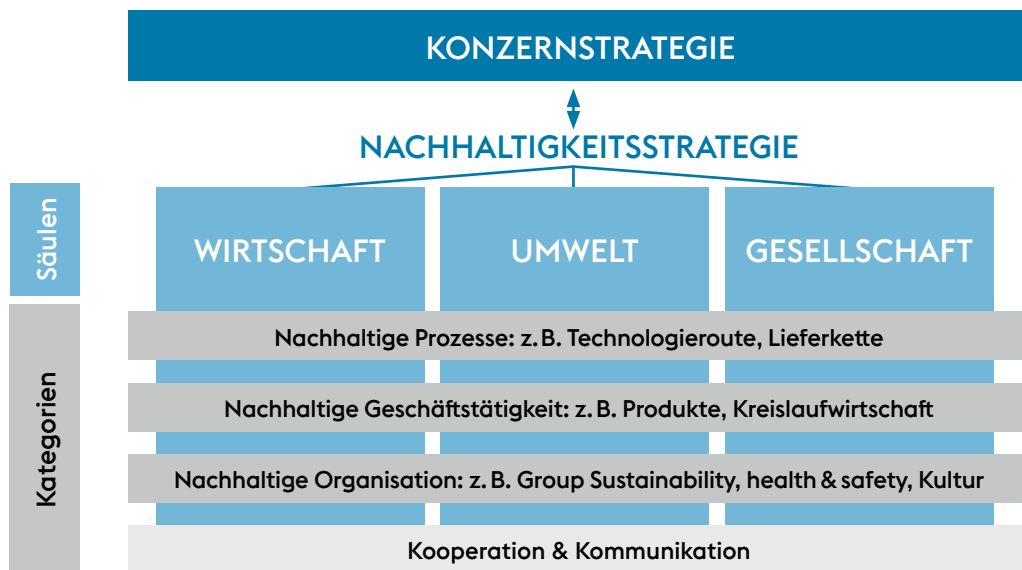 KONZERNSTRATEGIE
NACHHALTIGKEITSSTRATEGIE
Säulen
WIRTSCHAFT
UMWELT
GESELLSCHAFT
Kategorien
Nachhaltige Prozesse: z. B. Technologieroute, Lieferkette
Nachhaltige Geschäftstätigkeit: z. B. Produkte, Kreislaufwirtschaft
Nachhaltige Organisation: z. B. Group Sustainability, health & safety, Kultur
Kooperation & Kommunikation